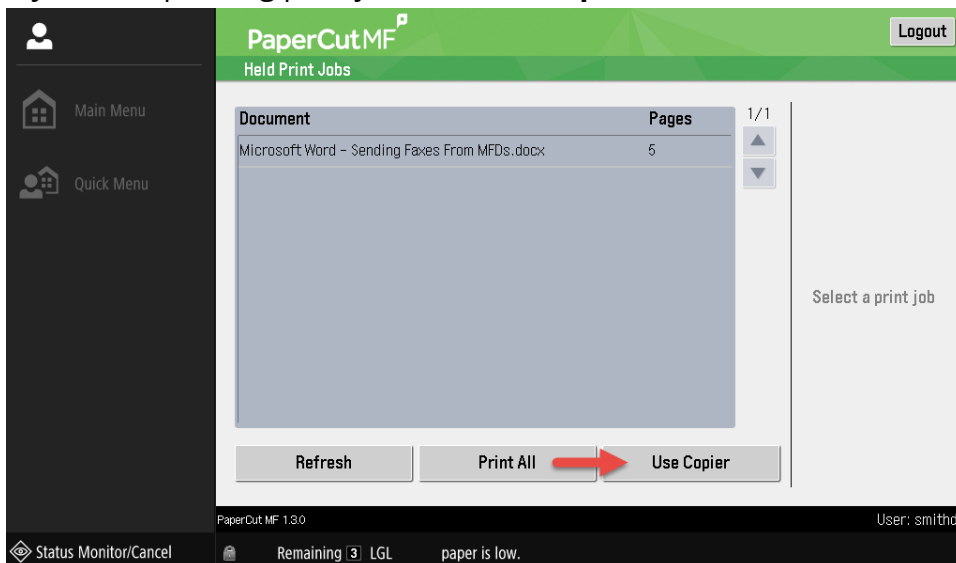 PaperCut MF
Logout
Held Print Jobs
Main Menu
Quick Menu
Document Pages 1/1
Microsoft Word - Sending Faxes From MFDs.docx 5
Select a print job
Refresh Print All Use Copier
PaperCut MF 1.3.0 User: smithd
Status Monitor/Cancel Remaining 3 LGL paper is low.